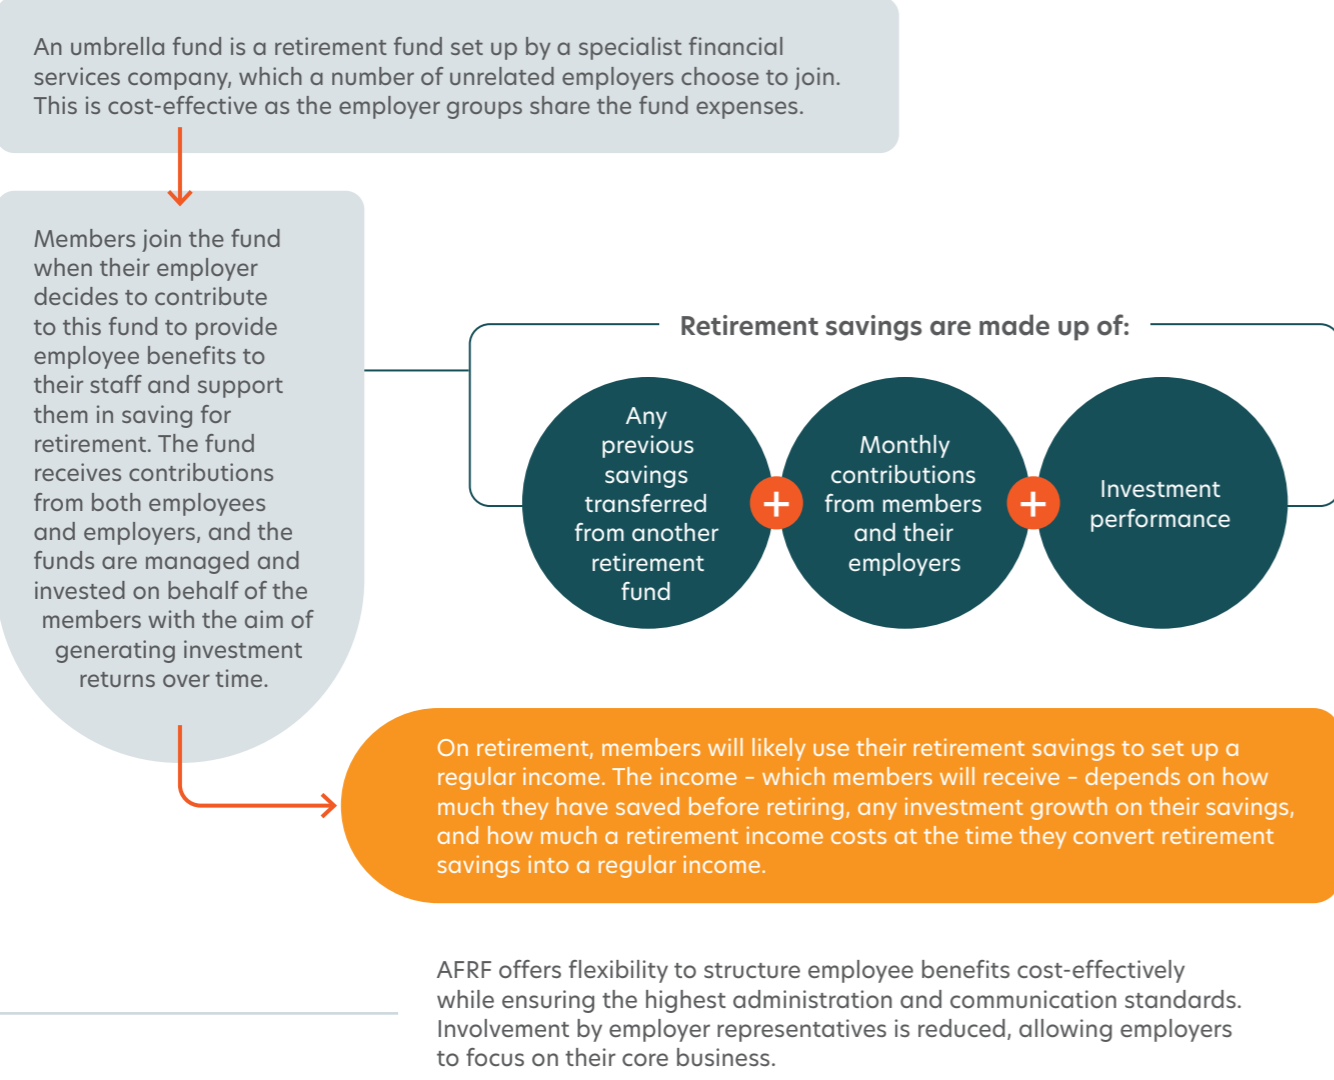 An umbrella fund is a retirement fund set up by a specialist financial
services company, which a number of unrelated employers choose to join.
This is cost-effective as the employer groups share the fund expenses.
Members join the fund
when their employer
decides to contribute
to this fund to provide
employee benefits to
their staff and support
them in saving for
retirement. The fund
receives contributions
from both employees
and employers, and the
funds are managed and
invested on behalf of the
members with the aim of
generating investment
returns over time.
Retirement savings are made up of:
Any
previous
savings
transferred
from another
retirement
fund
+
Monthly
contributions
from members
and their
employers
+
Investment
performance
On retirement, members will likely use their retirement savings to set up a
regular income. The income – which members will receive – depends on how
much they have saved before retiring, any investment growth on their savings,
and how much a retirement income costs at the time they convert retirement
savings into a regular income.
AFRF offers flexibility to structure employee benefits cost-effectively
while ensuring the highest administration and communication standards.
Involvement by employer representatives is reduced, allowing employers
to focus on their core business.